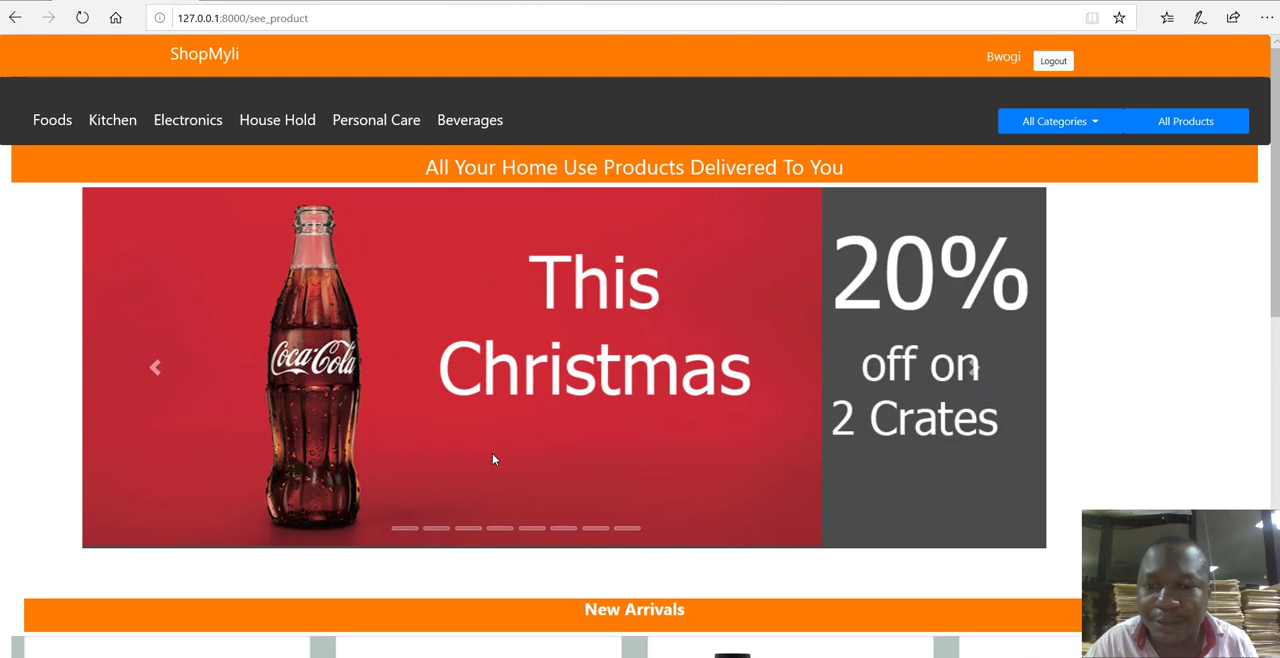 127.0.0.1:8000/see_product
ShopMyli
Bwogi
Logout
Foods Kitchen Electronics House Hold Personal Care Beverages
All Categories
All Products
All Your Home Use Products Delivered To You
Coca-Cola
This
Christmas
20%
off on
2 Crates
New Arrivals